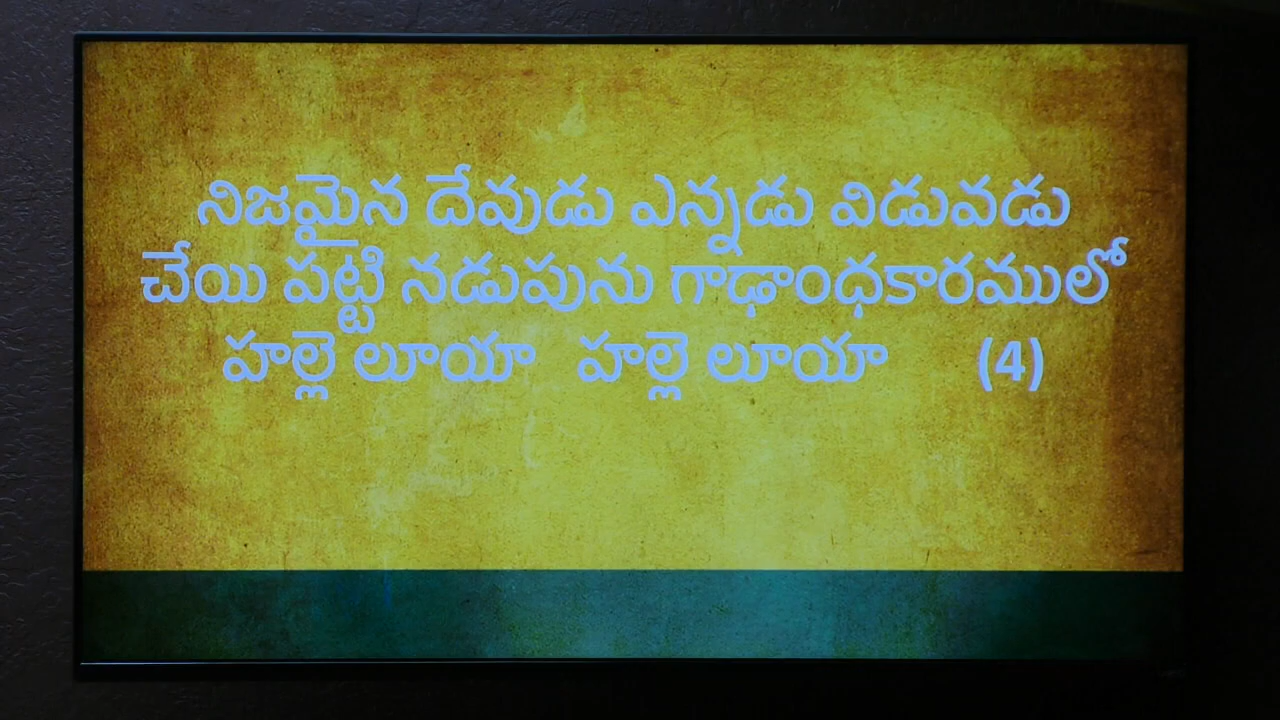 నిజమైన దేవుడు ఎన్నడు విడువడు
చేయి పట్టి నడుపును గాఢాంధకారములో
హల్లె లూయా హల్లె లూయా (4)